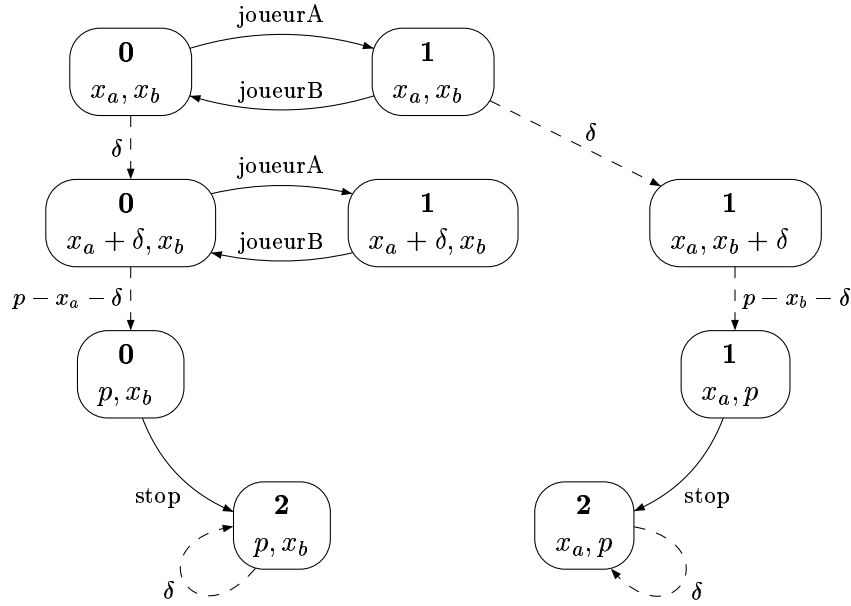 joueurA
0
x_a, x_b
1
x_a, x_b
joueurB
δ
δ
joueurA
0
x_a + δ, x_b
1
x_a + δ, x_b
1
x_a, x_b + δ
joueurB
p − x_a − δ
p − x_b − δ
0
p, x_b
1
x_a, p
stop
stop
2
p, x_b
2
x_a, p
δ
δ